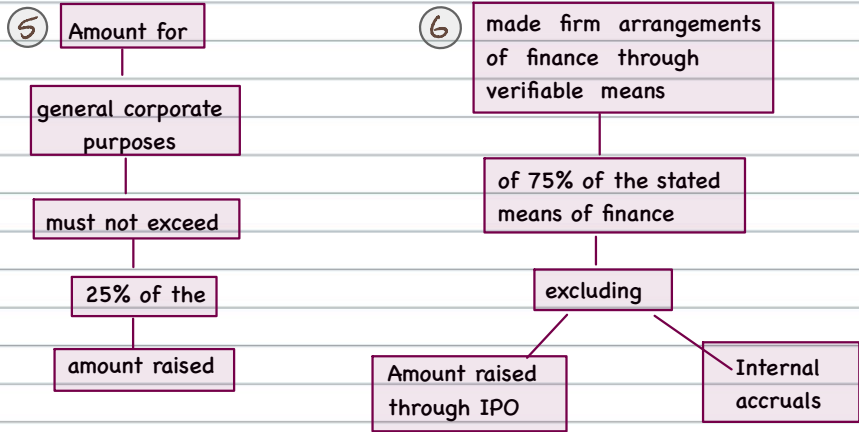 5
Amount for
general corporate
purposes
must not exceed
25% of the
amount raised
6
made firm arrangements
of finance through
verifiable means
of 75% of the stated
means of finance
excluding
Amount raised
through IPO
Internal
accruals